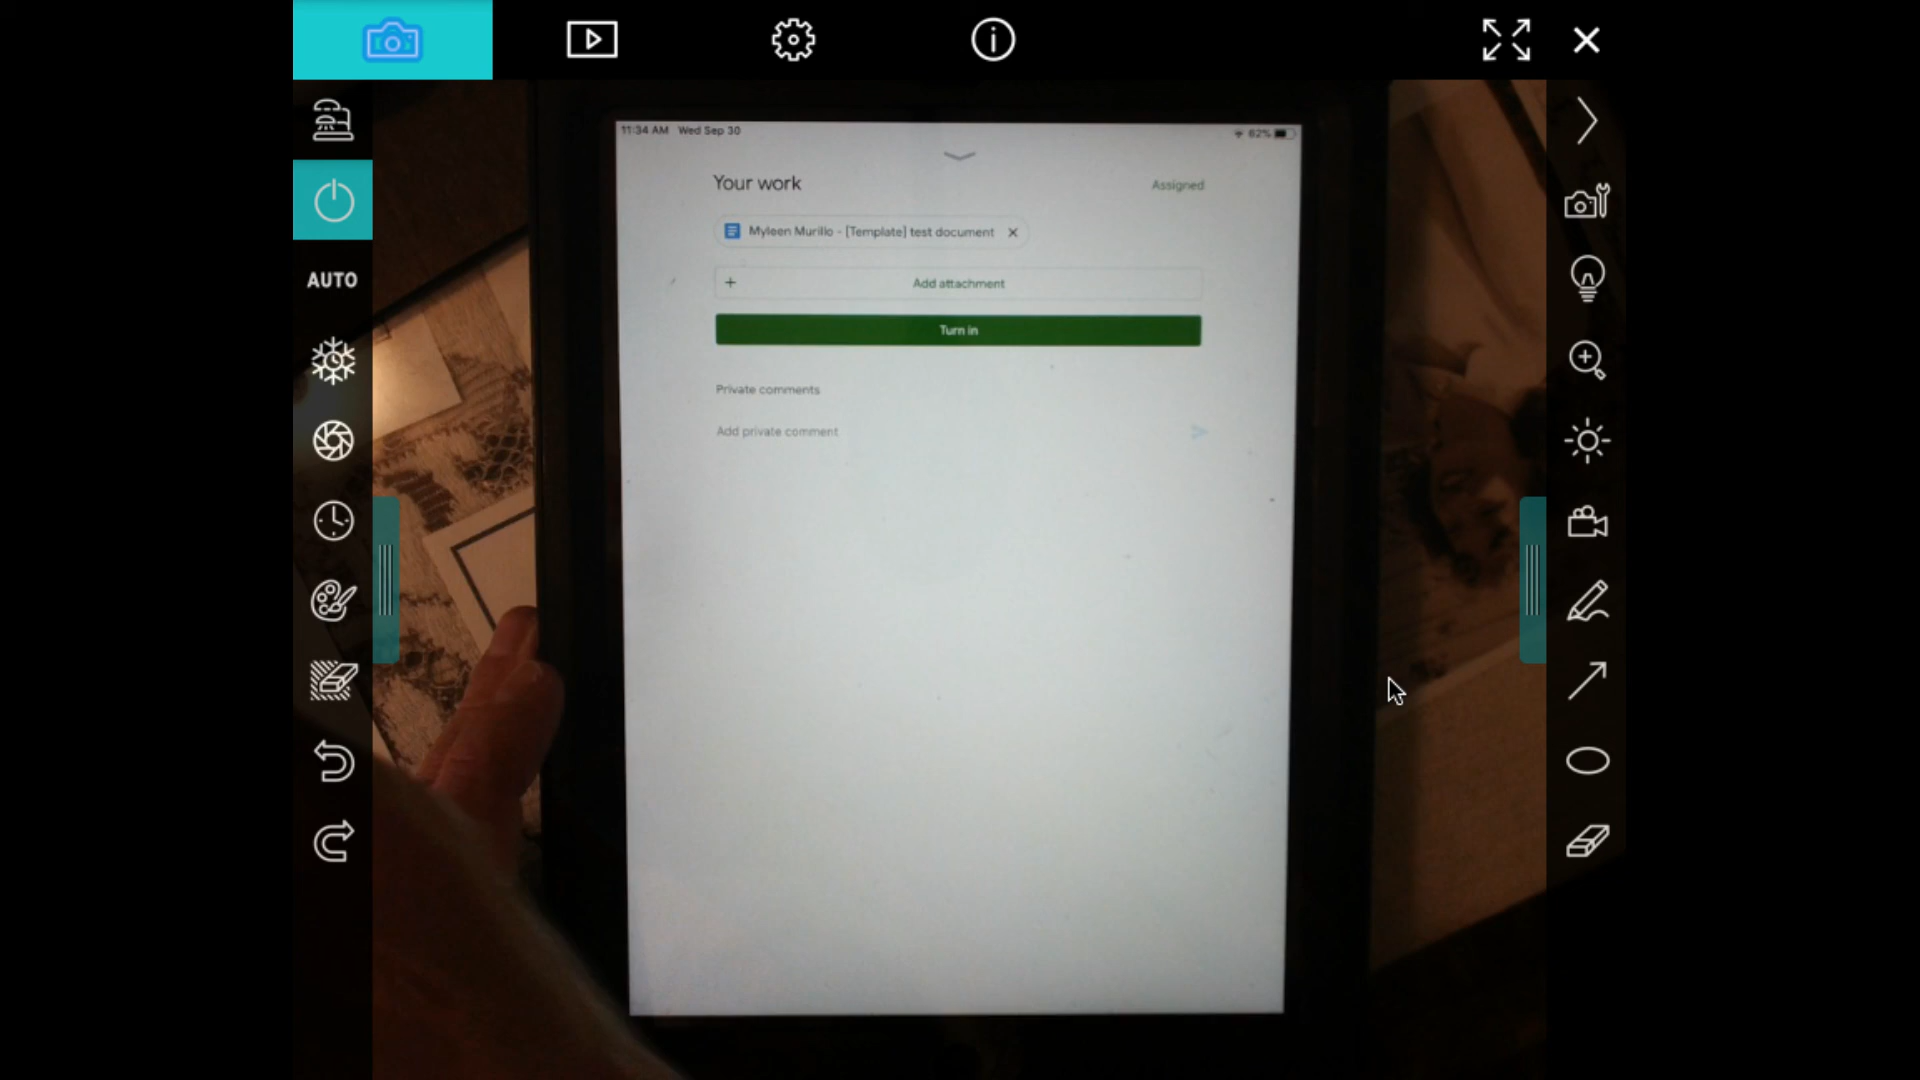 11:34 AM Wed Sep 30
62%
Your work
Assigned
Myleen Murillo - [Template] test document
Add attachment
Turn in
Private comments
Add private comment
AUTO